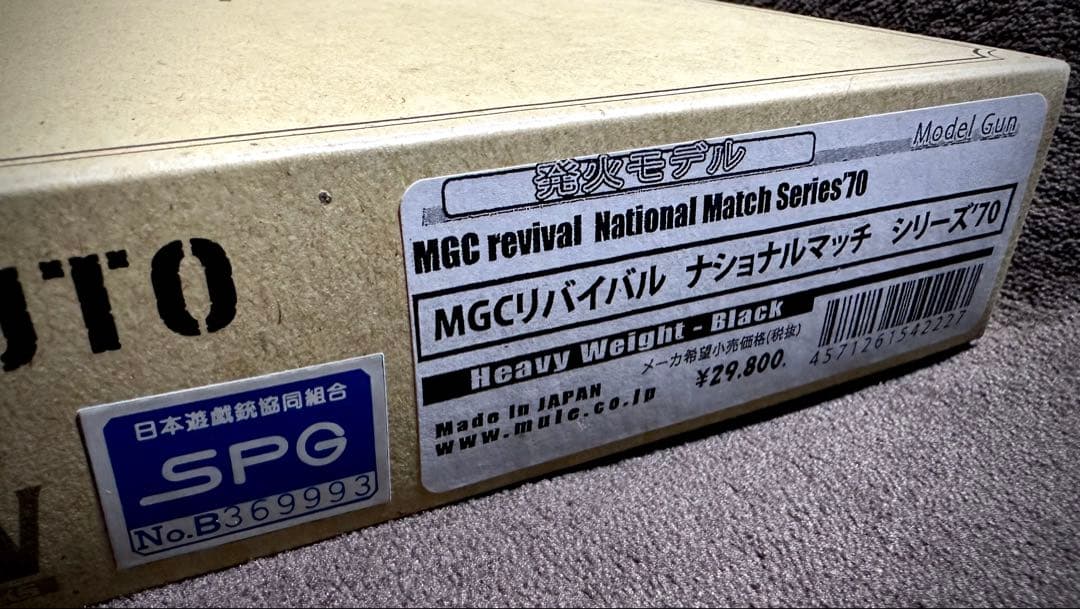 UTO
日本遊戯銃協同組合
SPG
No.B369993
発火モデル
Model Gun
MGC revival National Match Series'70
MGCリバイバル ナショナルマッチ シリーズ'70
Heavy Weight - Black
メーカ希望小売価格(税抜)
¥29,800.
Made in JAPAN
www.mule.co.jp
4571261542227